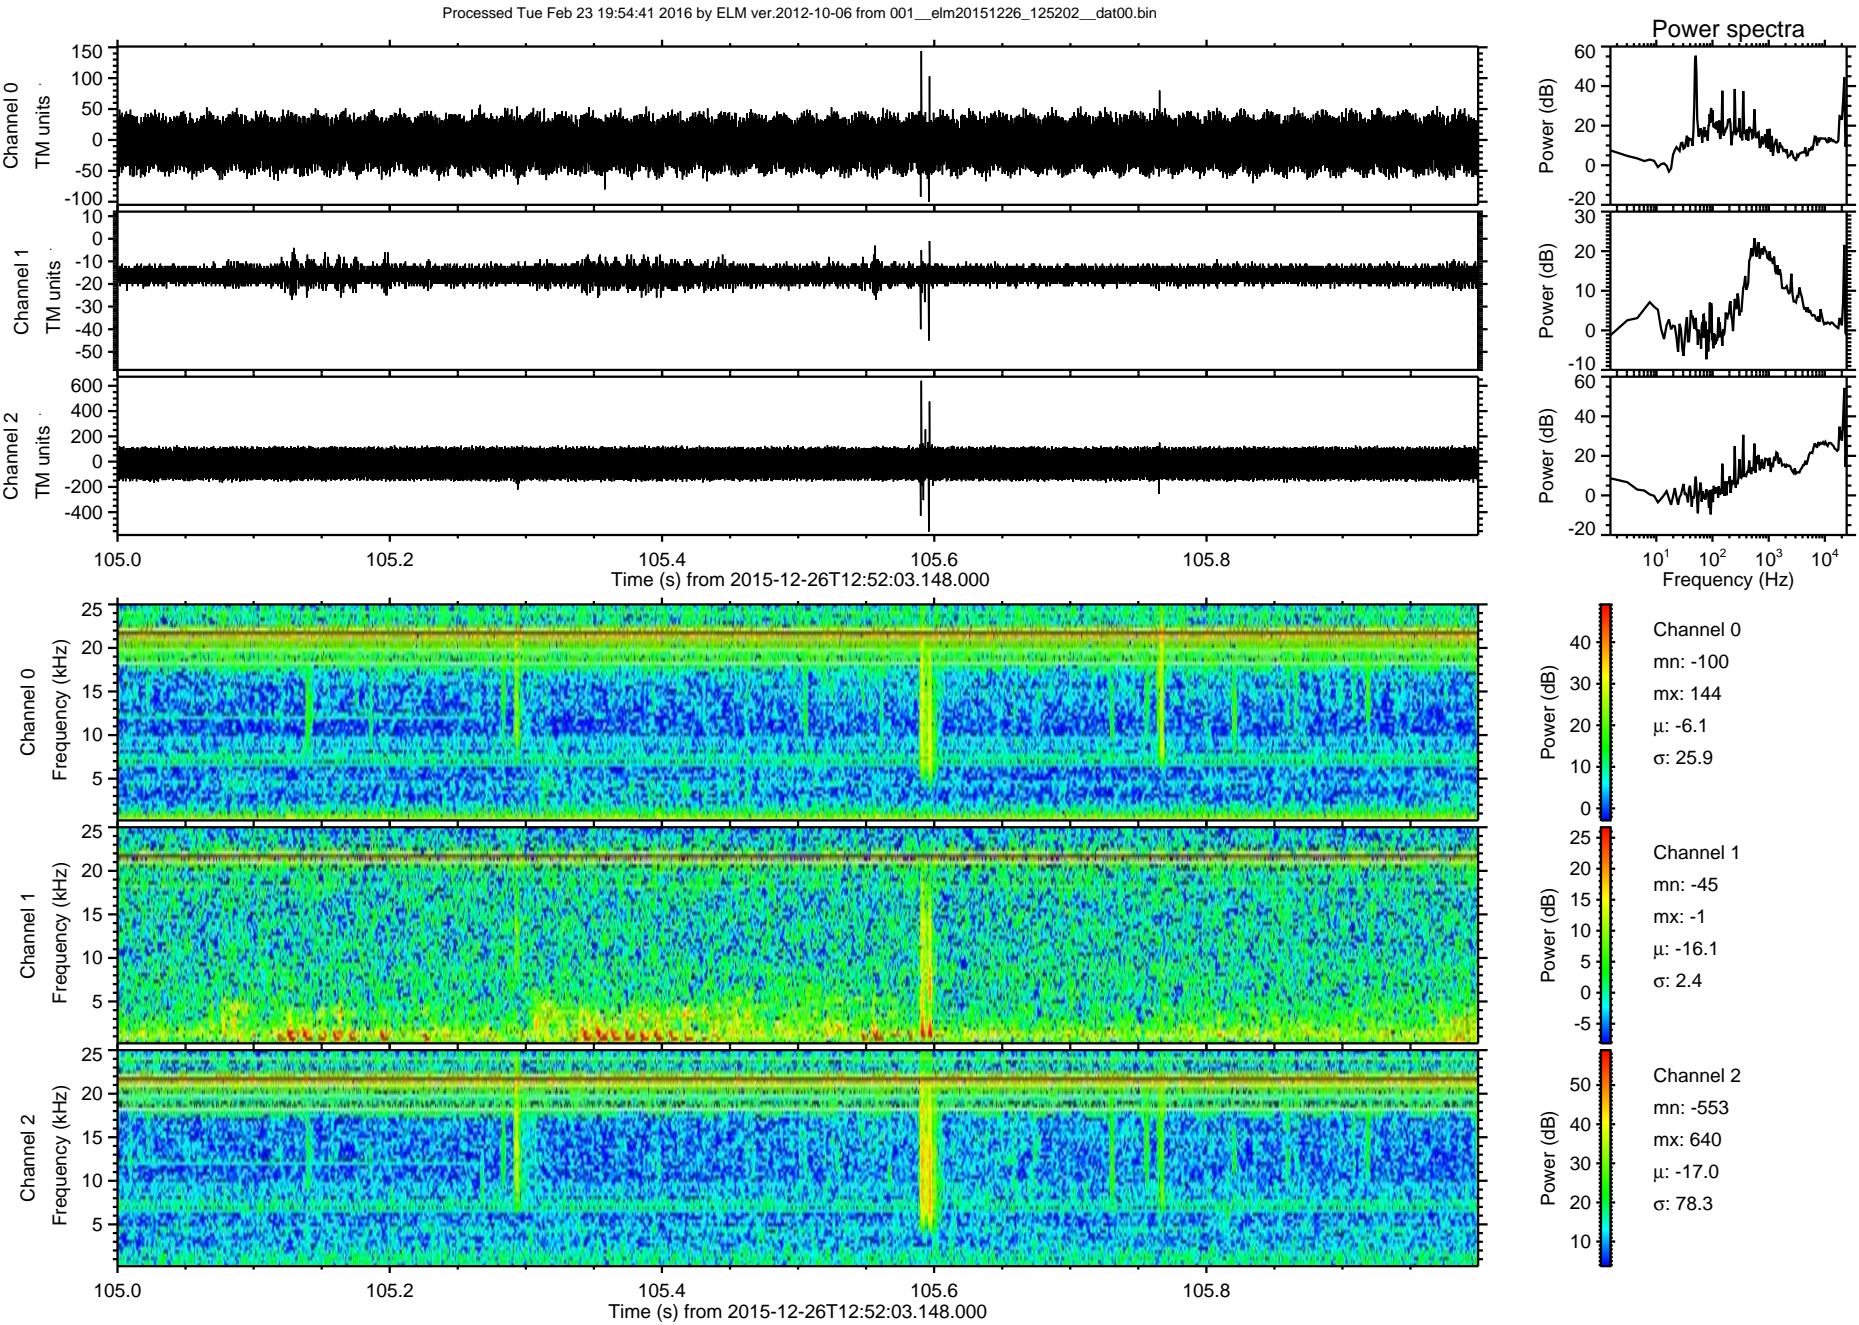 Processed Tue Feb 23 19:54:41 2016 by ELM ver.2012-10-06 from 001__elm20151226_125202__dat00.bin
Power spectra
Channel 0
TM units
150
100
50
0
-50
-100
Power (dB)
60
40
20
0
-20
Channel 1
TM units
10
0
-10
-20
-30
-40
-50
Power (dB)
30
20
10
0
-10
Channel 2
TM units
600
400
200
0
-200
-400
Power (dB)
60
40
20
0
-20
105.0 105.2 105.4 105.6 105.8
Time (s) from 2015-12-26T12:52:03.148.000
10¹ 10² 10³ 10⁴
Frequency (Hz)
Channel 0
Frequency (kHz)
25
20
15
10
5
Power (dB)
40
30
20
10
0
Channel 0
mn: -100
mx: 144
μ: -6.1
σ: 25.9
Channel 1
Frequency (kHz)
25
20
15
10
5
Power (dB)
25
20
15
10
5
0
-5
Channel 1
mn: -45
mx: -1
μ: -16.1
σ: 2.4
Channel 2
Frequency (kHz)
25
20
15
10
5
Power (dB)
50
40
30
20
10
Channel 2
mn: -553
mx: 640
μ: -17.0
σ: 78.3
105.0 105.2 105.4 105.6 105.8
Time (s) from 2015-12-26T12:52:03.148.000